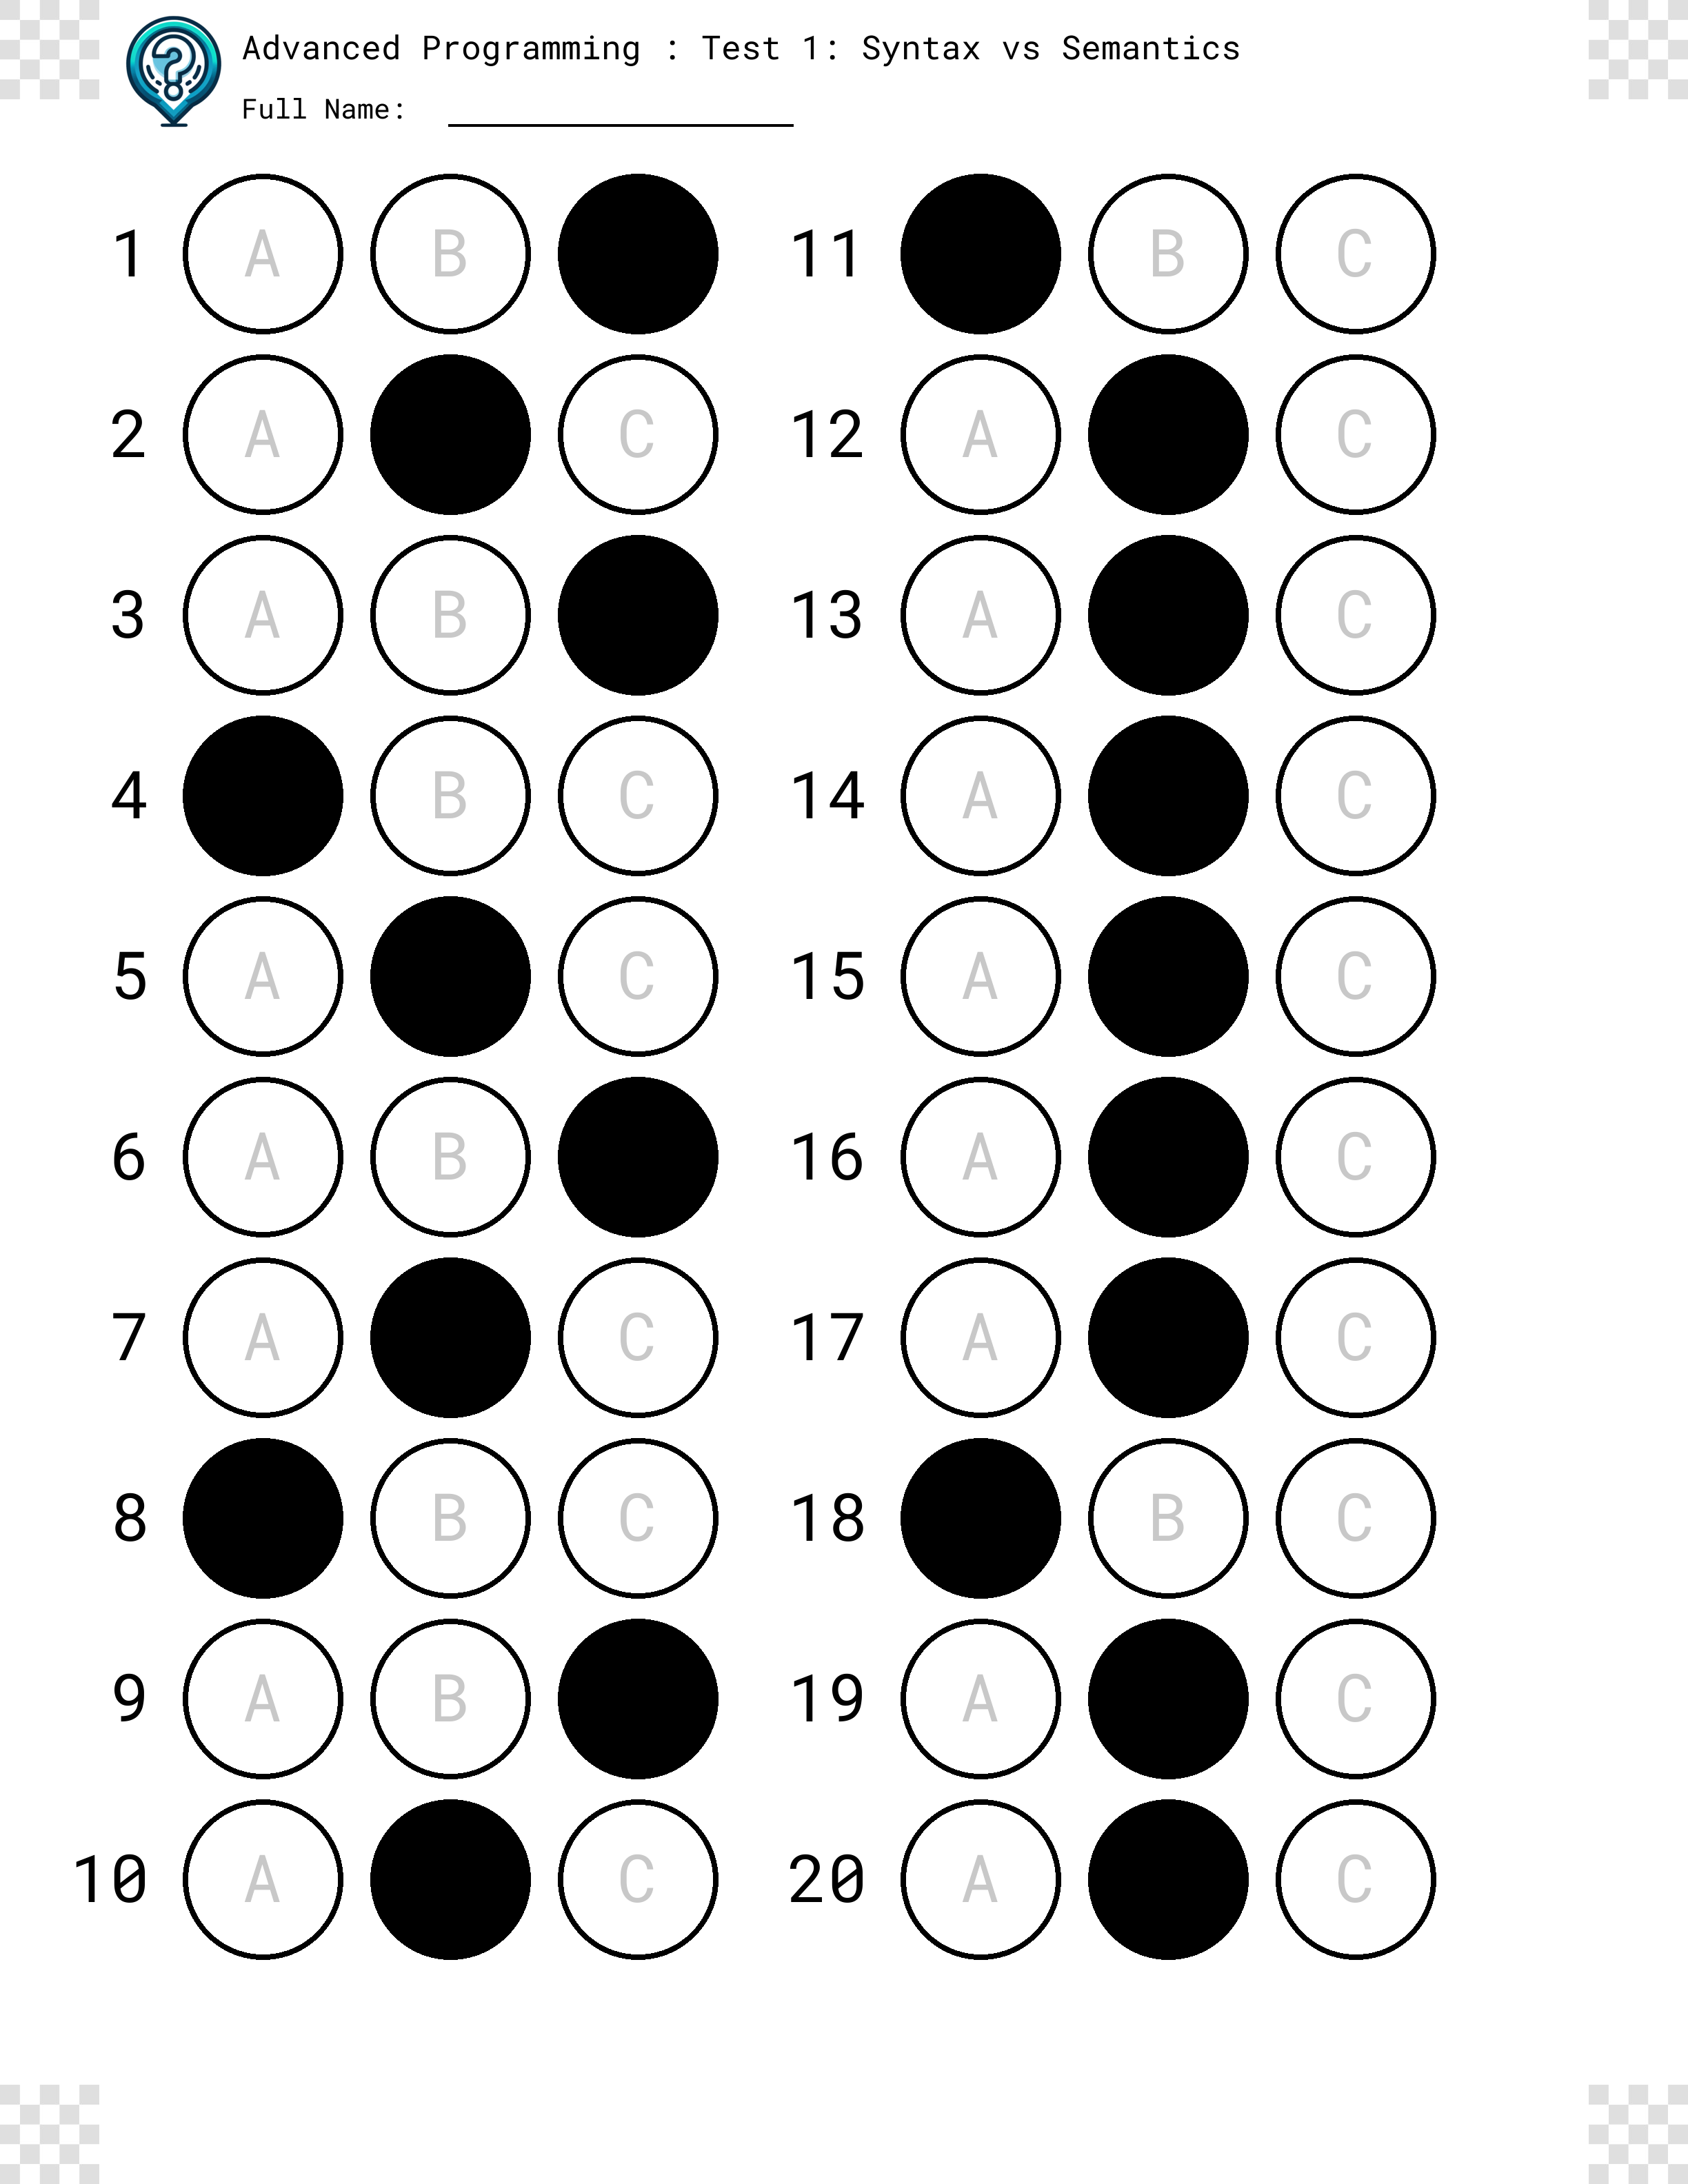 Advanced Programming : Test 1: Syntax vs Semantics
Full Name:
1 A B
2 A C
3 A B
4 B C
5 A C
6 A B
7 A C
8 B C
9 A B
10 A C
11 B C
12 A C
13 A C
14 A C
15 A C
16 A C
17 A C
18 B C
19 A C
20 A C